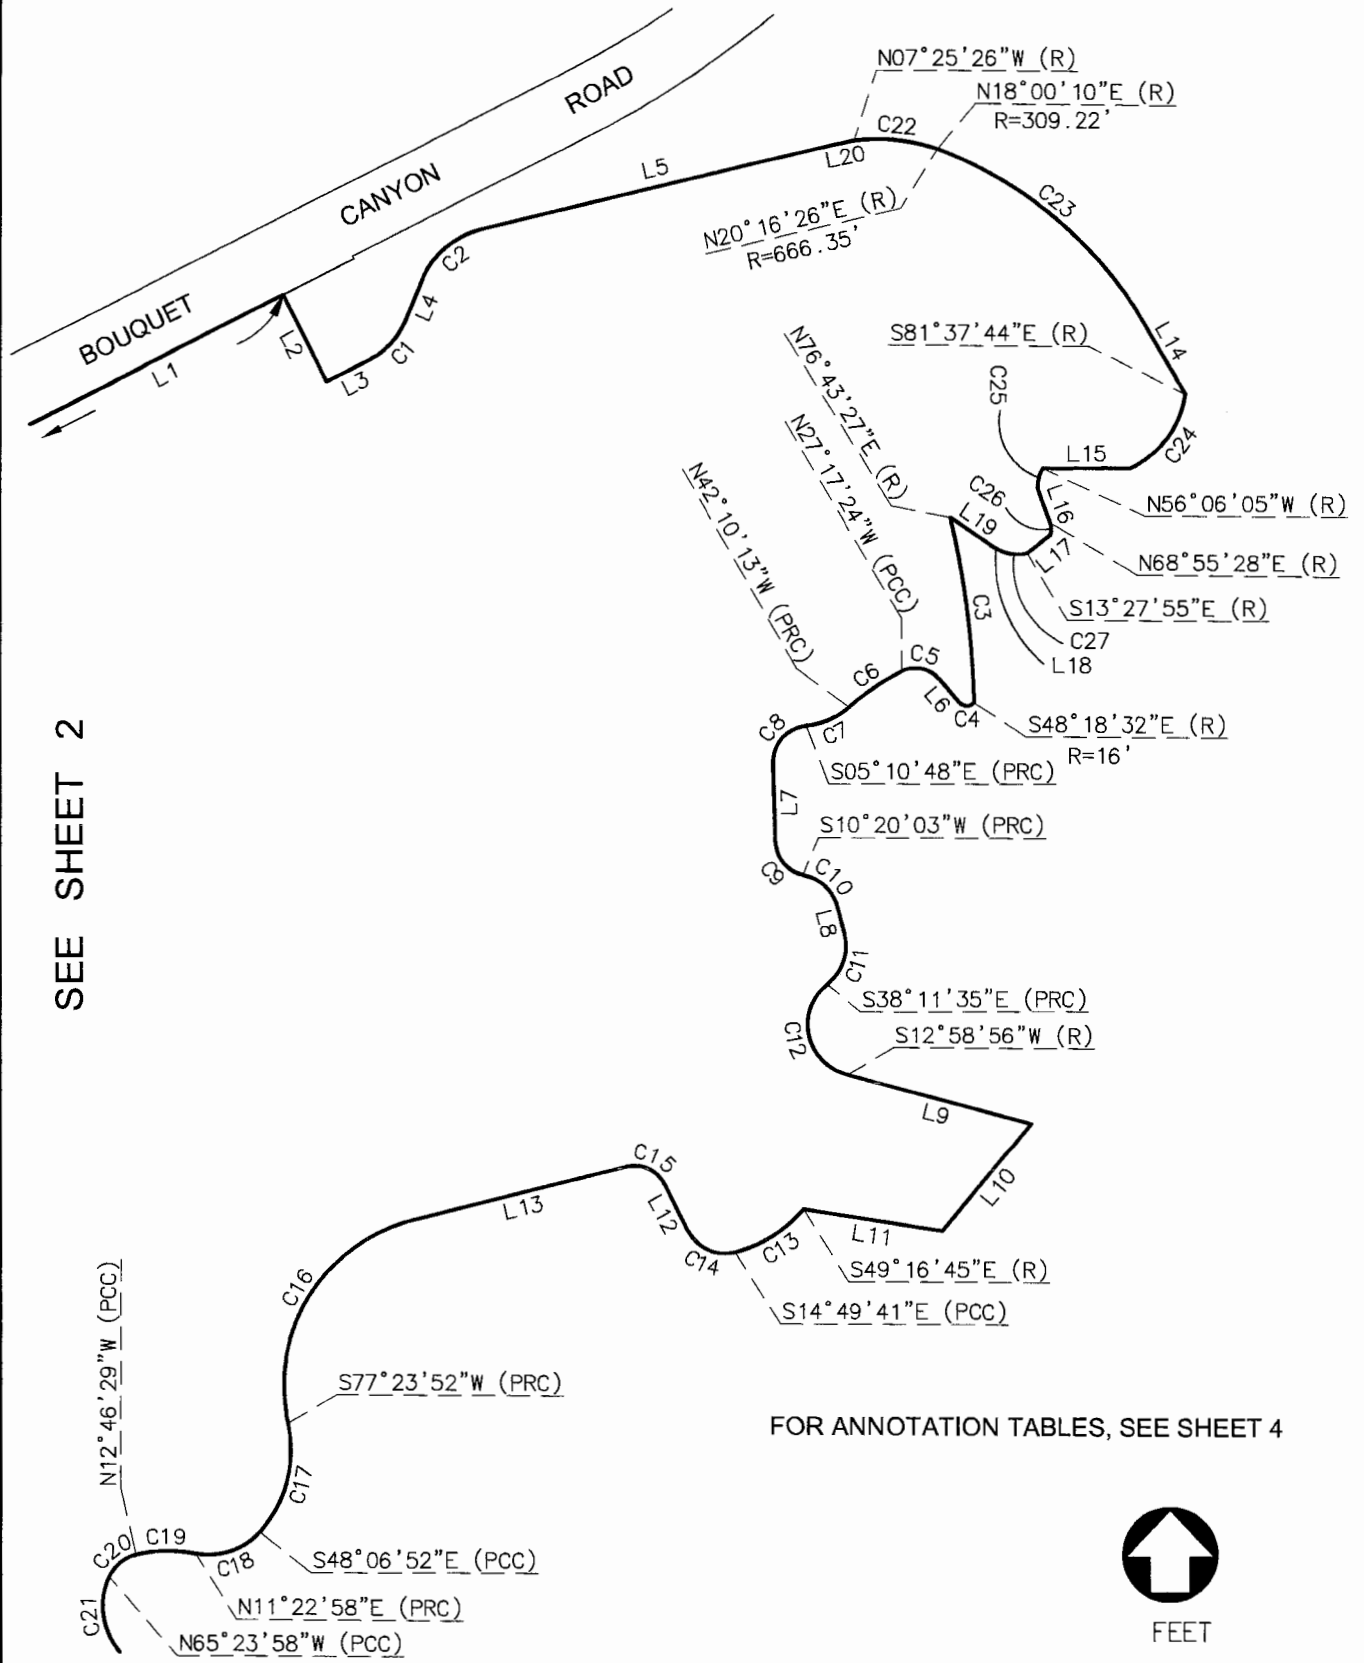 N07°25'26"W (R)
N18°00'10"E (R)
R=309.22'
ROAD
C22
L20
L5
CANYON
C23
N20°16'26"E (R)
R=666.35'
C2
L4
BOUQUET
L2
L1
L3
C1
L14
S81°37'44"E (R)
N76°43'27"E (R)
C25
C24
L15
N27°17'24"W (PCC)
N42°10'13"W (PRC)
C26
L16
L19
N56°06'05"W (R)
L17
N68°55'28"E (R)
C3
S13°27'55"E (R)
C27
L18
C5
C6
L6
C4
C7
C8
S48°18'32"E (R)
R=16'
S05°10'48"E (PRC)
SEE SHEET 2
L7
S10°20'03"W (PRC)
C9
C10
L8
C11
S38°11'35"E (PRC)
C12
S12°58'56"W (R)
L9
C15
L10
L13
L12
L11
C13
C14
S49°16'45"E (R)
S14°49'41"E (PCC)
C16
N12°46'29"W (PCC)
S77°23'52"W (PRC)
FOR ANNOTATION TABLES, SEE SHEET 4
C17
C20
C19
C18
S48°06'52"E (PCC)
C21
N11°22'58"E (PRC)
N65°23'58"W (PCC)
FEET